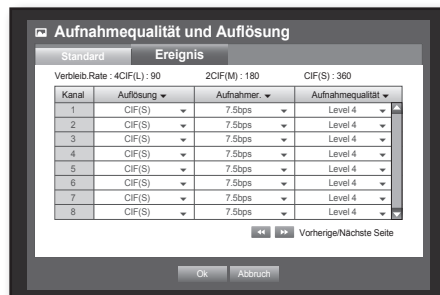 Aufnahmequalität und Auflösung
Standard Ereignis
Verbleib.Rate : 4CIF(L) : 90 2CIF(M) : 180 CIF(S) : 360
Kanal Auflösung Aufnahmer. Aufnahmequalität
1 CIF(S) 7.5bps Level 4
2 CIF(S) 7.5bps Level 4
3 CIF(S) 7.5bps Level 4
4 CIF(S) 7.5bps Level 4
5 CIF(S) 7.5bps Level 4
6 CIF(S) 7.5bps Level 4
7 CIF(S) 7.5bps Level 4
8 CIF(S) 7.5bps Level 4
Vorherige/Nächste Seite
Ok Abbruch